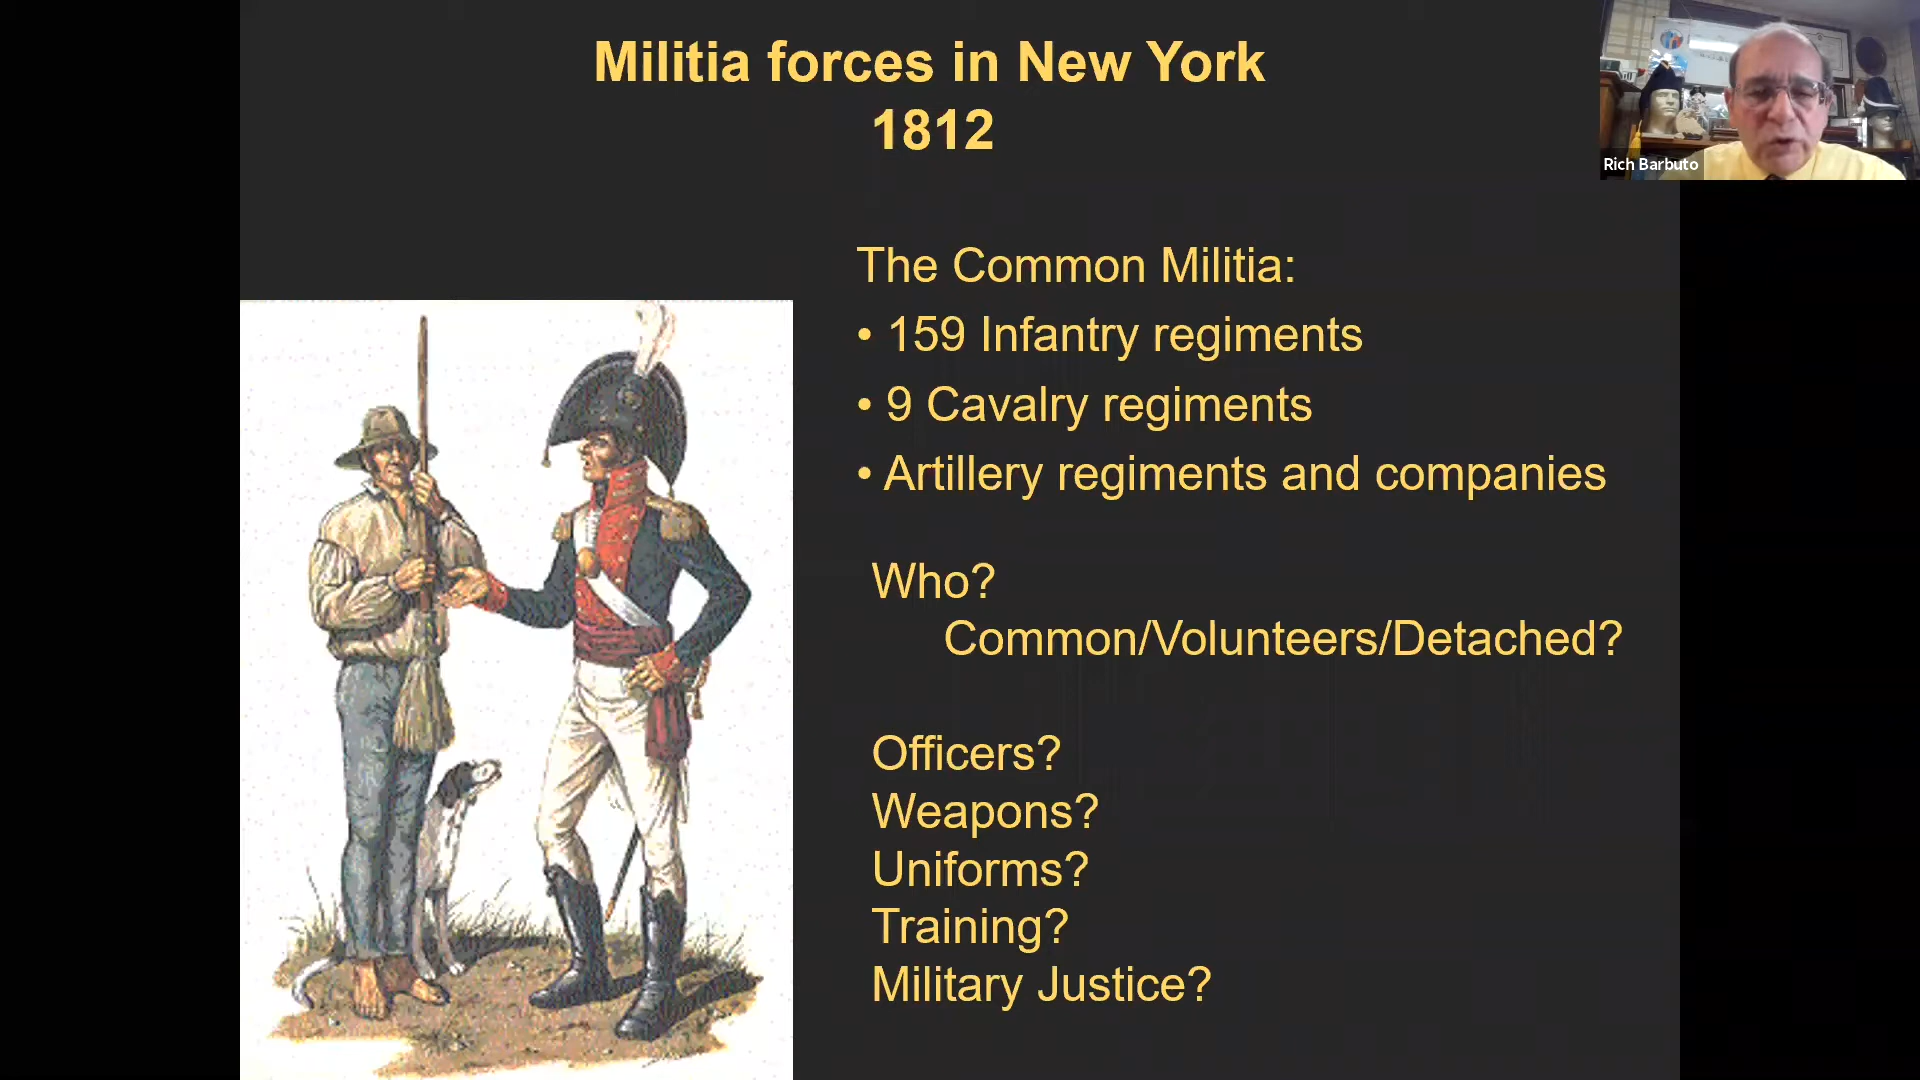 Militia forces in New York
1812
Rich Barbuto
The Common Militia:
• 159 Infantry regiments
• 9 Cavalry regiments
• Artillery regiments and companies
Who?
Common/Volunteers/Detached?
Officers?
Weapons?
Uniforms?
Training?
Military Justice?